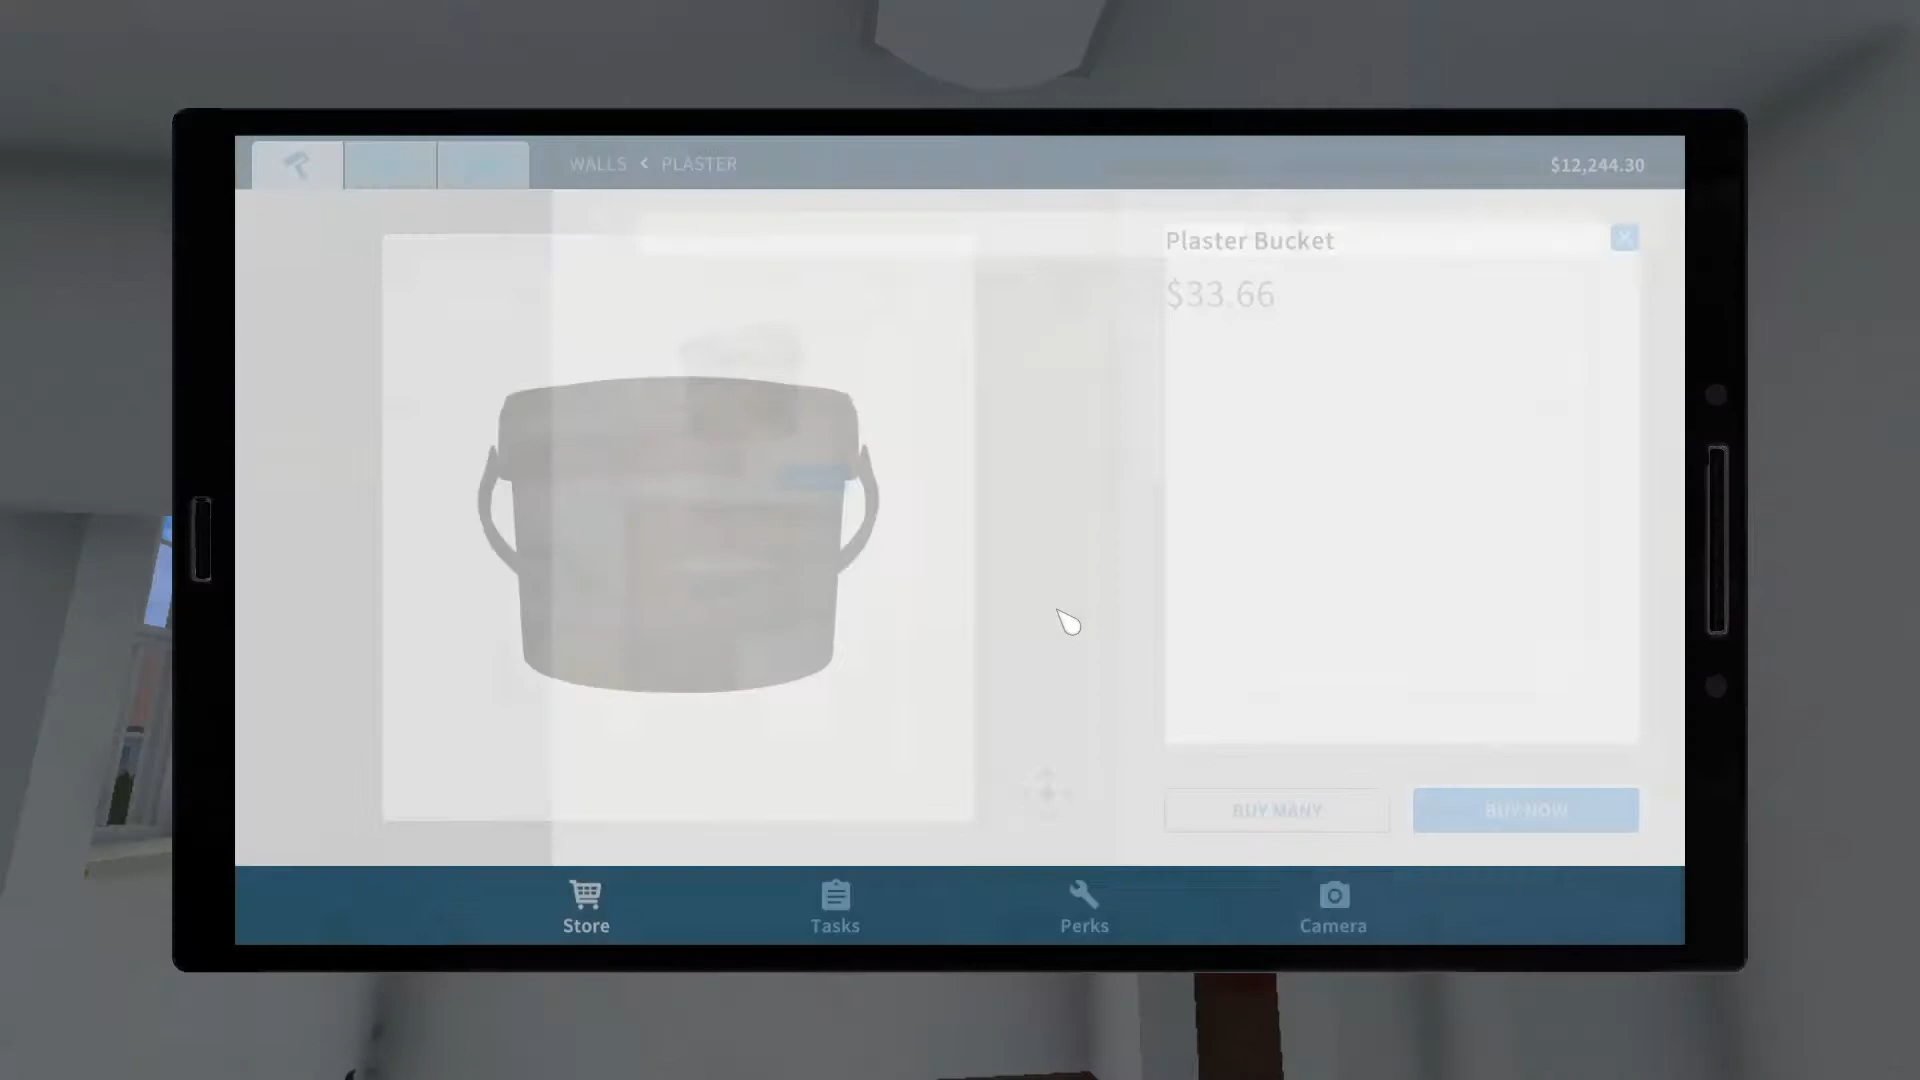 WALLS < PLASTER
$12,244.30
Plaster Bucket
$33.66
BUY MANY
BUY NOW
Store
Tasks
Perks
Camera